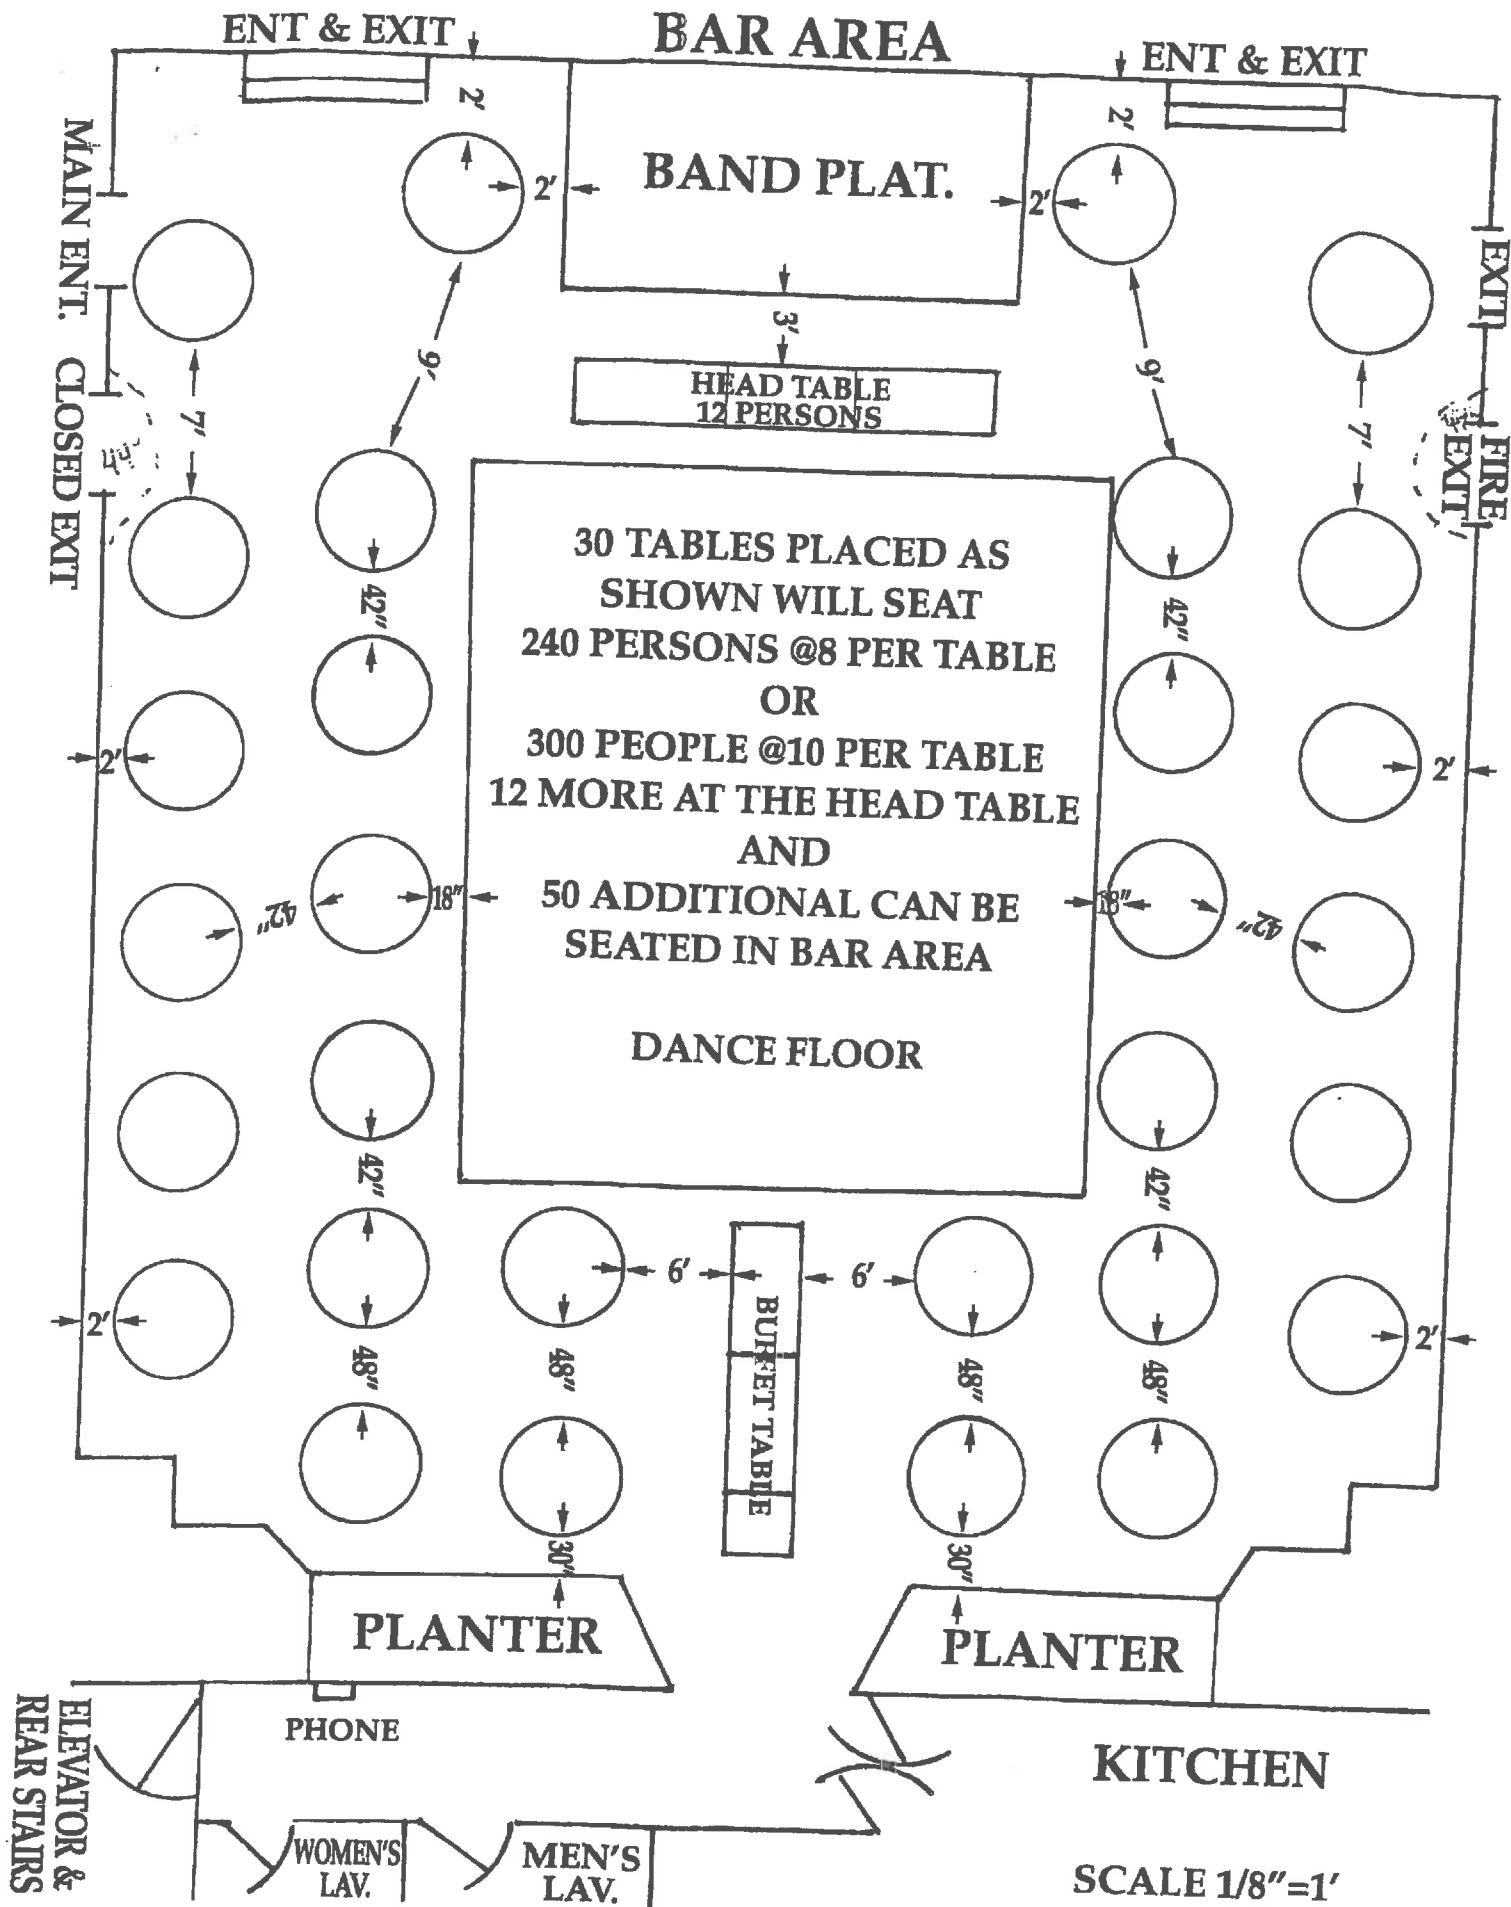 ENT & EXIT
BAR AREA
ENT & EXIT
2'
2'
MAIN ENT.
BAND PLAT.
2'
2'
EXIT
3'
9'
9'
HEAD TABLE
12 PERSONS
7'
7'
CLOSED EXIT
44"
FIRE
EXIT
30 TABLES PLACED AS
SHOWN WILL SEAT
240 PERSONS @8 PER TABLE
OR
300 PEOPLE @10 PER TABLE
12 MORE AT THE HEAD TABLE
AND
50 ADDITIONAL CAN BE
SEATED IN BAR AREA
DANCE FLOOR
42"
42"
2'
2'
42"
18"
18"
42"
42"
42"
6'
6'
2'
2'
48"
48"
BUFFET TABLE
48"
48"
30"
30"
PLANTER
PLANTER
ELEVATOR &
REAR STAIRS
PHONE
KITCHEN
WOMEN'S
LAV.
MEN'S
LAV.
SCALE 1/8"=1'